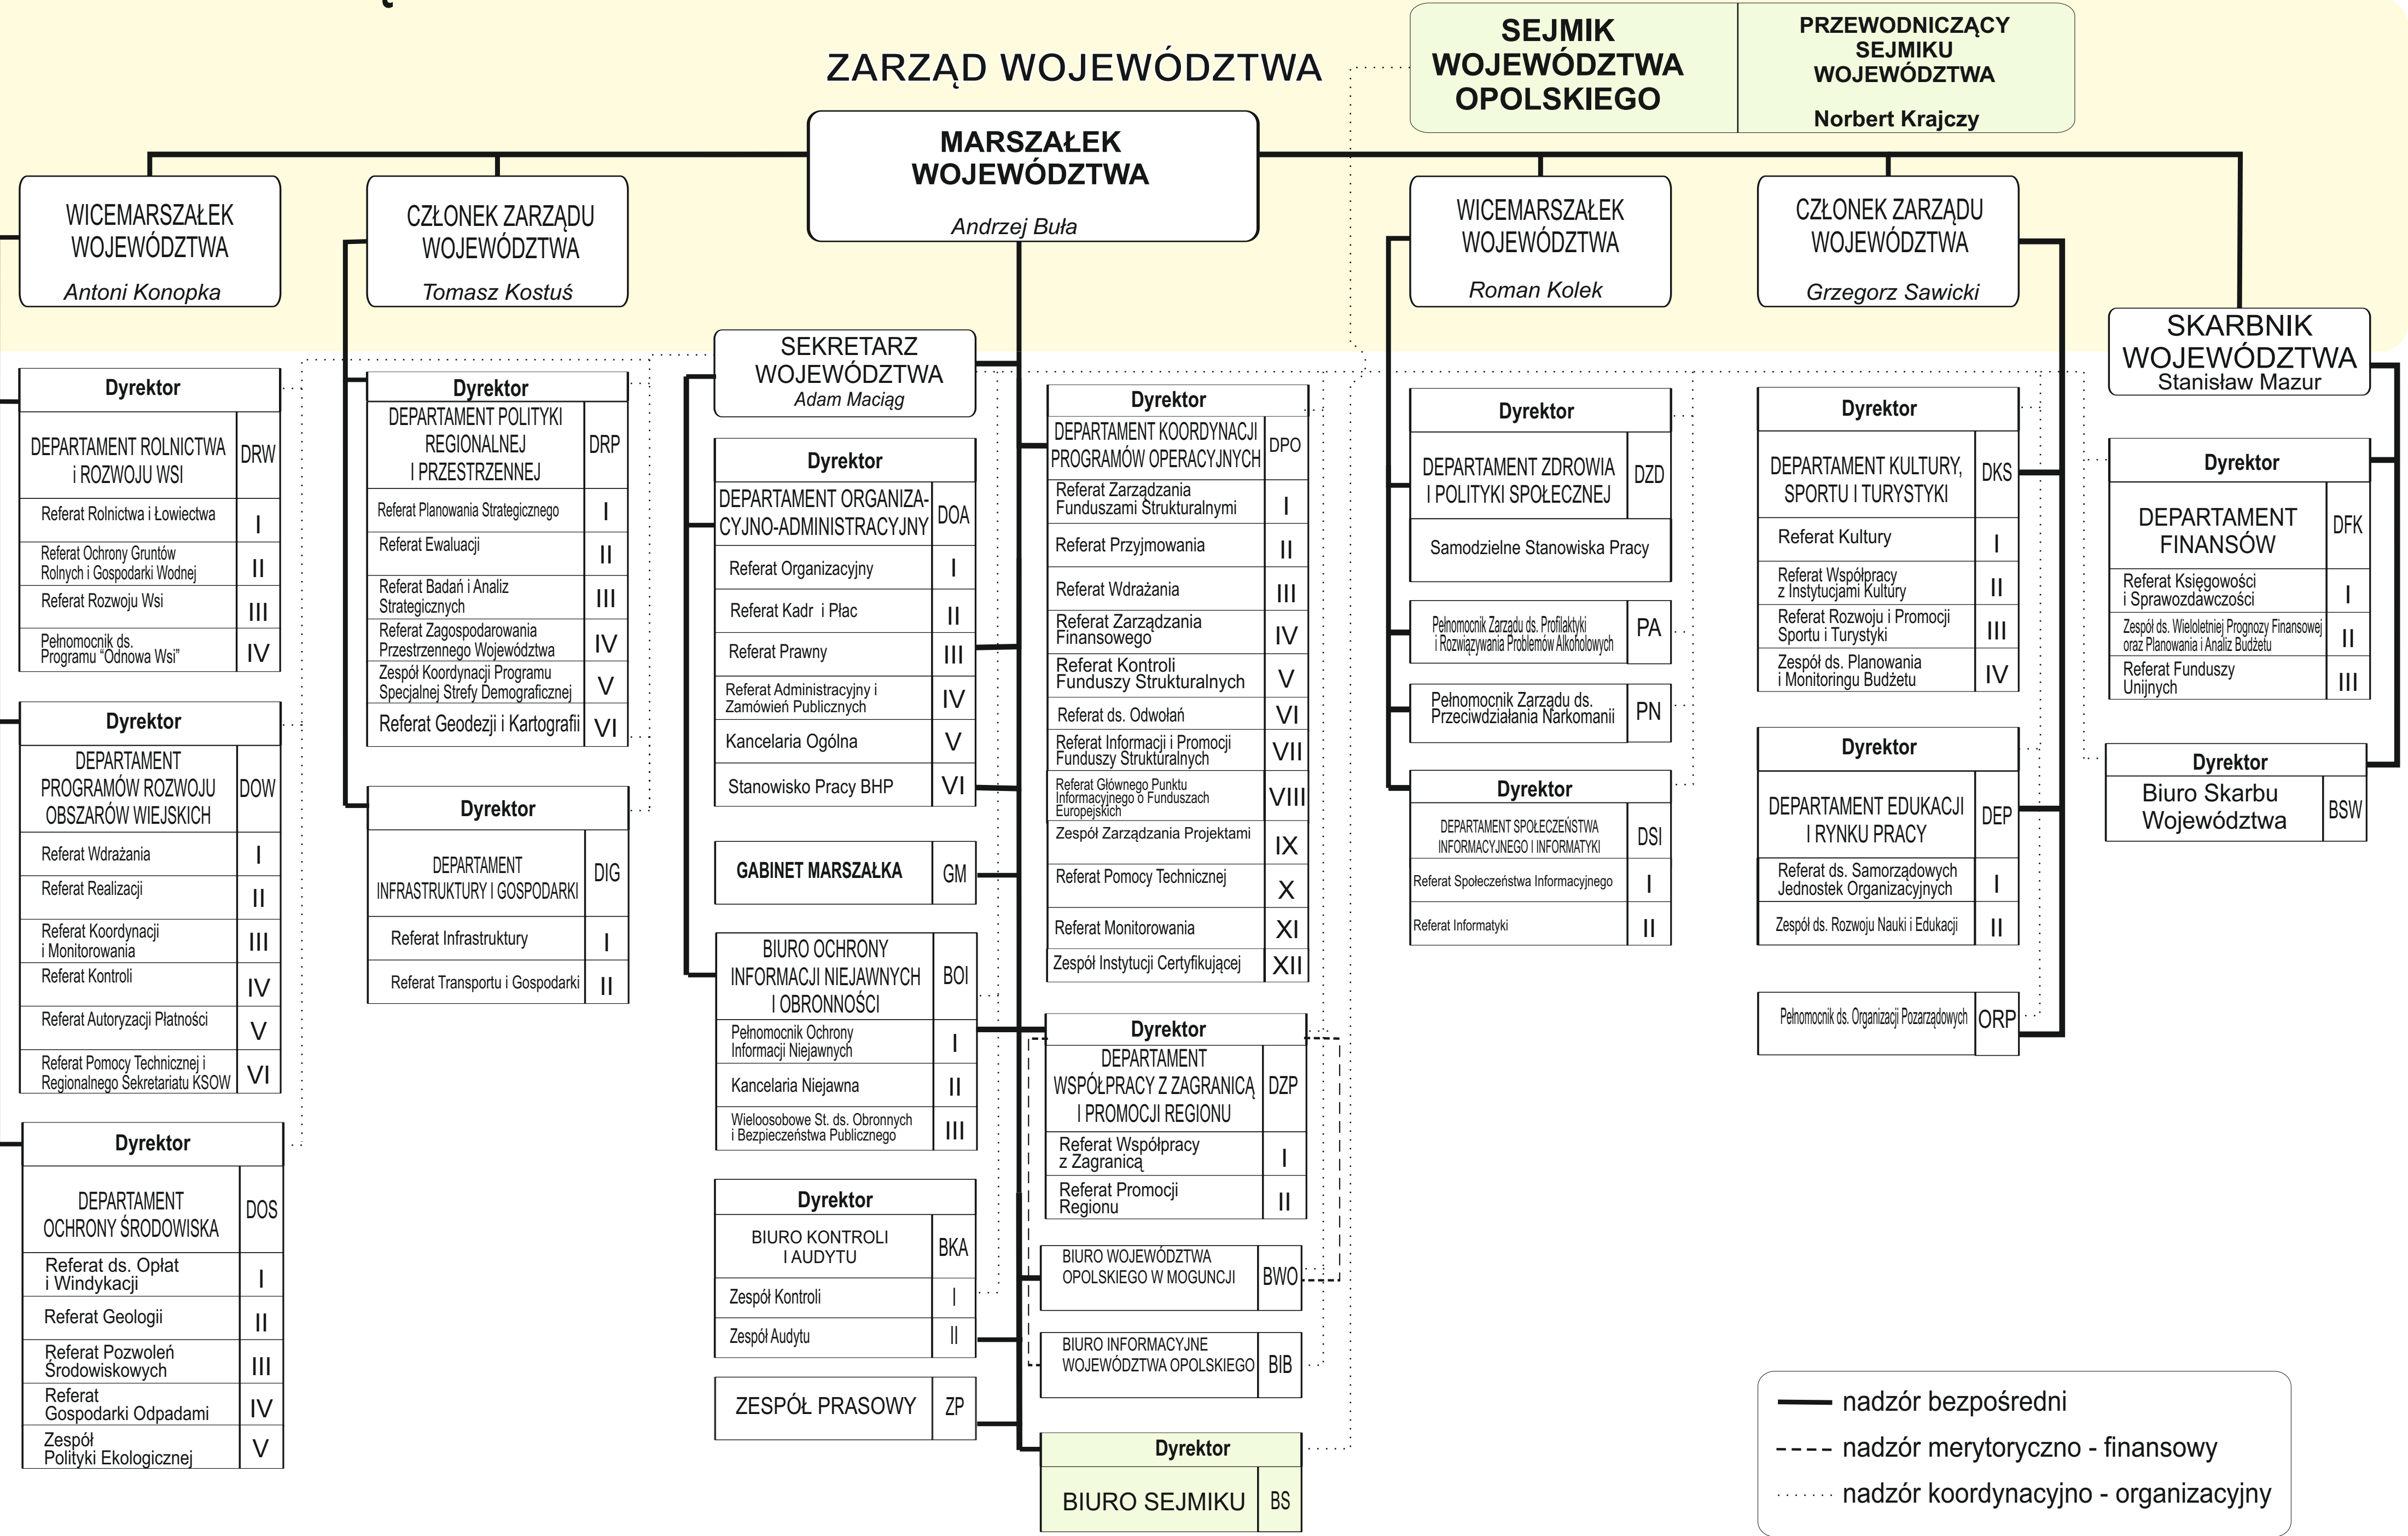 ZARZĄD WOJEWÓDZTWA
SEJMIK
WOJEWÓDZTWA
OPOLSKIEGO
PRZEWODNICZĄCY
SEJMIKU
WOJEWÓDZTWA
Norbert Krajczy
MARSZAŁEK
WOJEWÓDZTWA
Andrzej Buła
WICEMARSZAŁEK
WOJEWÓDZTWA
Antoni Konopka
CZŁONEK ZARZĄDU
WOJEWÓDZTWA
Tomasz Kostuś
WICEMARSZAŁEK
WOJEWÓDZTWA
Roman Kolek
CZŁONEK ZARZĄDU
WOJEWÓDZTWA
Grzegorz Sawicki
SKARBNIK
WOJEWÓDZTWA
Stanisław Mazur
SEKRETARZ
WOJEWÓDZTWA
Adam Maciąg
Dyrektor
DEPARTAMENT ROLNICTWA
i ROZWOJU WSI
DRW
Referat Rolnictwa i Łowiectwa
I
Referat Ochrony Gruntów
Rolnych i Gospodarki Wodnej
II
Referat Rozwoju Wsi
III
Pełnomocnik ds.
Programu “Odnowa Wsi”
IV
Dyrektor
DEPARTAMENT
PROGRAMÓW ROZWOJU
OBSZARÓW WIEJSKICH
DOW
Referat Wdrażania
I
Referat Realizacji
II
Referat Koordynacji
i Monitorowania
III
Referat Kontroli
IV
Referat Autoryzacji Płatności
V
Referat Pomocy Technicznej i
Regionalnego Sekretariatu KSOW
VI
Dyrektor
DEPARTAMENT
OCHRONY ŚRODOWISKA
DOS
Referat ds. Opłat
i Windykacji
I
Referat Geologii
II
Referat Pozwoleń
Środowiskowych
III
Referat
Gospodarki Odpadami
IV
Zespół
Polityki Ekologicznej
V
Dyrektor
DEPARTAMENT POLITYKI
REGIONALNEJ
I PRZESTRZENNEJ
DRP
Referat Planowania Strategicznego
I
Referat Ewaluacji
II
Referat Badań i Analiz
Strategicznych
III
Referat Zagospodarowania
Przestrzennego Województwa
IV
Zespół Koordynacji Programu
Specjalnej Strefy Demograficznej
V
Referat Geodezji i Kartografii
VI
Dyrektor
DEPARTAMENT
INFRASTRUKTURY I GOSPODARKI
DIG
Referat Infrastruktury
I
Referat Transportu i Gospodarki
II
Dyrektor
DEPARTAMENT ORGANIZA-
CYJNO-ADMINISTRACYJNY
DOA
Referat Organizacyjny
I
Referat Kadr i Płac
II
Referat Prawny
III
Referat Administracyjny i
Zamówień Publicznych
IV
Kancelaria Ogólna
V
Stanowisko Pracy BHP
VI
GABINET MARSZAŁKA
GM
BIURO OCHRONY
INFORMACJI NIEJAWNYCH
I OBRONNOŚCI
BOI
Pełnomocnik Ochrony
Informacji Niejawnych
I
Kancelaria Niejawna
II
Wieloosobowe St. ds. Obronnych
i Bezpieczeństwa Publicznego
III
Dyrektor
BIURO KONTROLI
I AUDYTU
BKA
Zespół Kontroli
I
Zespół Audytu
II
ZESPÓŁ PRASOWY
ZP
Dyrektor
DEPARTAMENT KOORDYNACJI
PROGRAMÓW OPERACYJNYCH
DPO
Referat Zarządzania
Funduszami Strukturalnymi
I
Referat Przyjmowania
II
Referat Wdrażania
III
Referat Zarządzania
Finansowego
IV
Referat Kontroli
Funduszy Strukturalnych
V
Referat ds. Odwołań
VI
Referat Informacji i Promocji
Funduszy Strukturalnych
VII
Referat Głównego Punktu
Informacyjnego o Funduszach
Europejskich
VIII
Zespół Zarządzania Projektami
IX
Referat Pomocy Technicznej
X
Referat Monitorowania
XI
Zespół Instytucji Certyfikującej
XII
Dyrektor
DEPARTAMENT
WSPÓŁPRACY Z ZAGRANICĄ
I PROMOCJI REGIONU
DZP
Referat Współpracy
z Zagranicą
I
Referat Promocji
Regionu
II
BIURO WOJEWÓDZTWA
OPOLSKIEGO W MOGUNCJI
BWO
BIURO INFORMACYJNE
WOJEWÓDZTWA OPOLSKIEGO
BIB
Dyrektor
BIURO SEJMIKU
BS
Dyrektor
DEPARTAMENT ZDROWIA
I POLITYKI SPOŁECZNEJ
DZD
Samodzielne Stanowiska Pracy
Pełnomocnik Zarządu ds. Profilaktyki
i Rozwiązywania Problemów Alkoholowych
PA
Pełnomocnik Zarządu ds.
Przeciwdziałania Narkomanii
PN
Dyrektor
DEPARTAMENT SPOŁECZEŃSTWA
INFORMACYJNEGO I INFORMATYKI
DSI
Referat Społeczeństwa Informacyjnego
I
Referat Informatyki
II
Dyrektor
DEPARTAMENT KULTURY,
SPORTU I TURYSTYKI
DKS
Referat Kultury
I
Referat Współpracy
z Instytucjami Kultury
II
Referat Rozwoju i Promocji
Sportu i Turystyki
III
Zespół ds. Planowania
i Monitoringu Budżetu
IV
Dyrektor
DEPARTAMENT EDUKACJI
I RYNKU PRACY
DEP
Referat ds. Samorządowych
Jednostek Organizacyjnych
I
Zespół ds. Rozwoju Nauki i Edukacji
II
Pełnomocnik ds. Organizacji Pozarządowych
ORP
Dyrektor
DEPARTAMENT
FINANSÓW
DFK
Referat Księgowości
i Sprawozdawczości
I
Zespół ds. Wieloletniej Prognozy Finansowej
oraz Planowania i Analiz Budżetu
II
Referat Funduszy
Unijnych
III
Dyrektor
Biuro Skarbu
Województwa
BSW
nadzór bezpośredni
nadzór merytoryczno - finansowy
nadzór koordynacyjno - organizacyjny